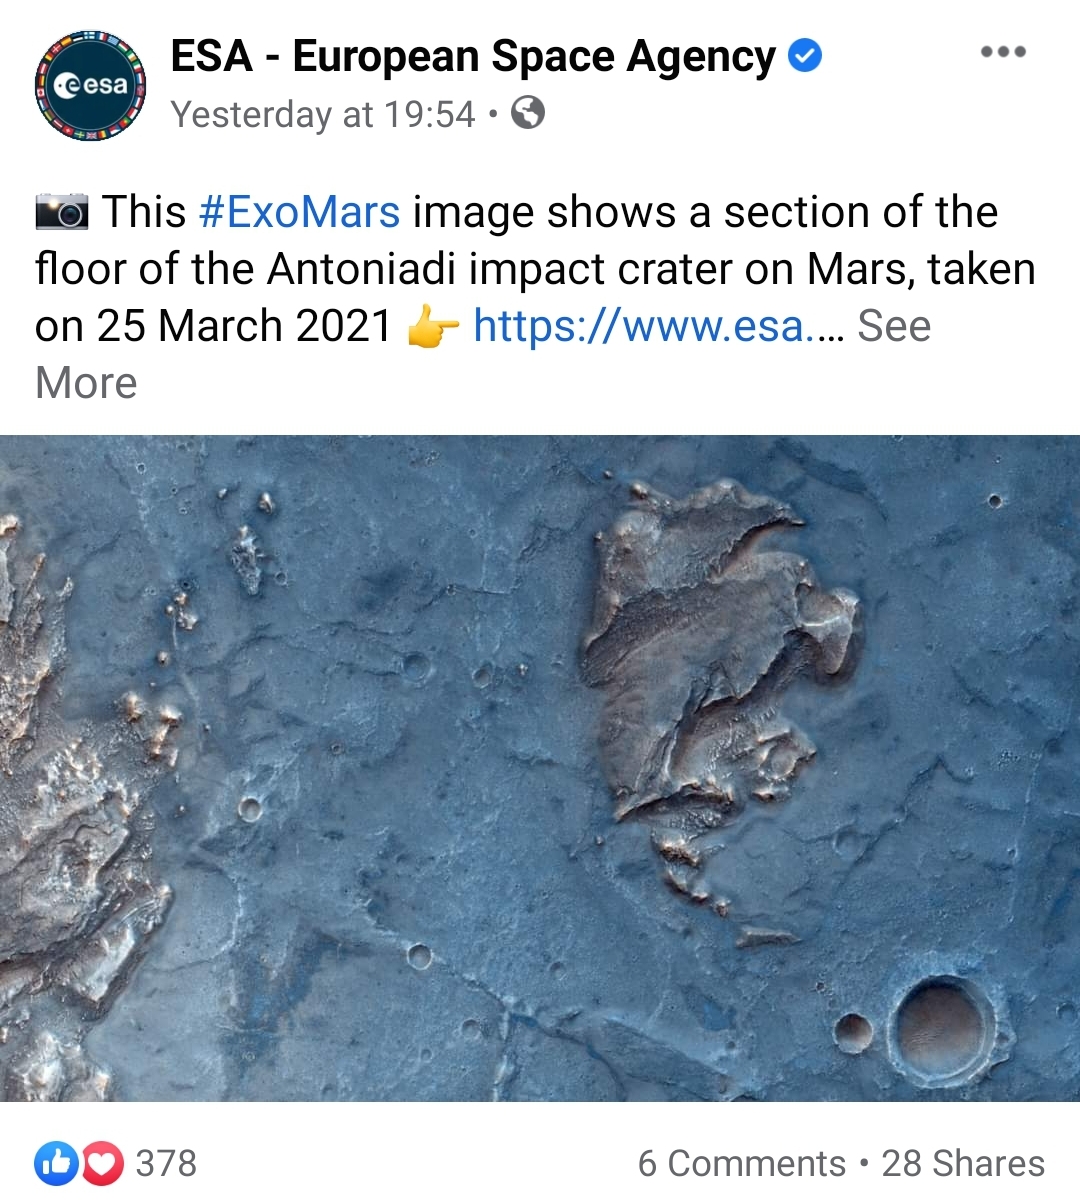 esa
ESA - European Space Agency
Yesterday at 19:54 •
📷 This #ExoMars image shows a section of the
floor of the Antoniadi impact crater on Mars, taken
on 25 March 2021 👉 https://www.esa.... See
More
378
6 Comments • 28 Shares